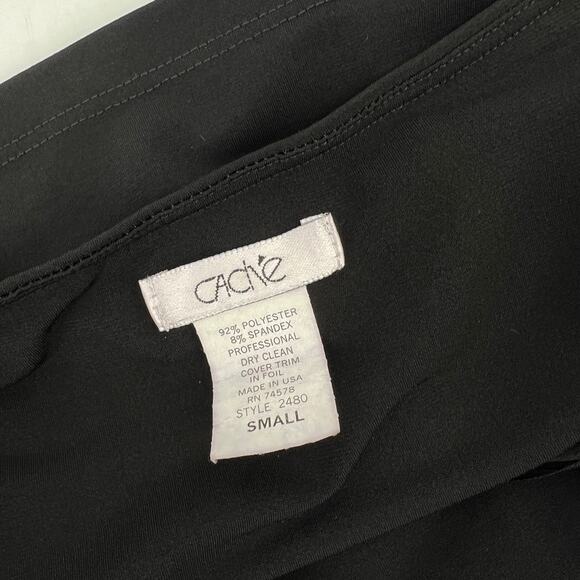 CACHÉ
92% POLYESTER
8% SPANDEX
PROFESSIONAL
DRY CLEAN
COVER TRIM
IN FOIL
MADE IN USA
RN 74578
STYLE 2480
SMALL